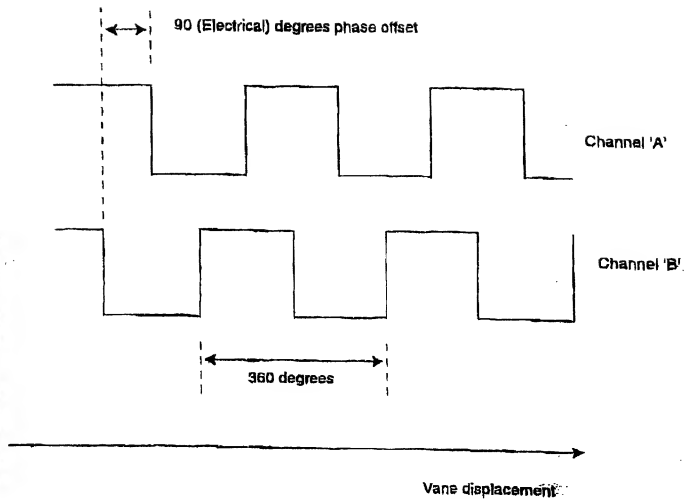 90 (Electrical) degrees phase offset
Channel 'A'
Channel 'B'
360 degrees
Vane displacement